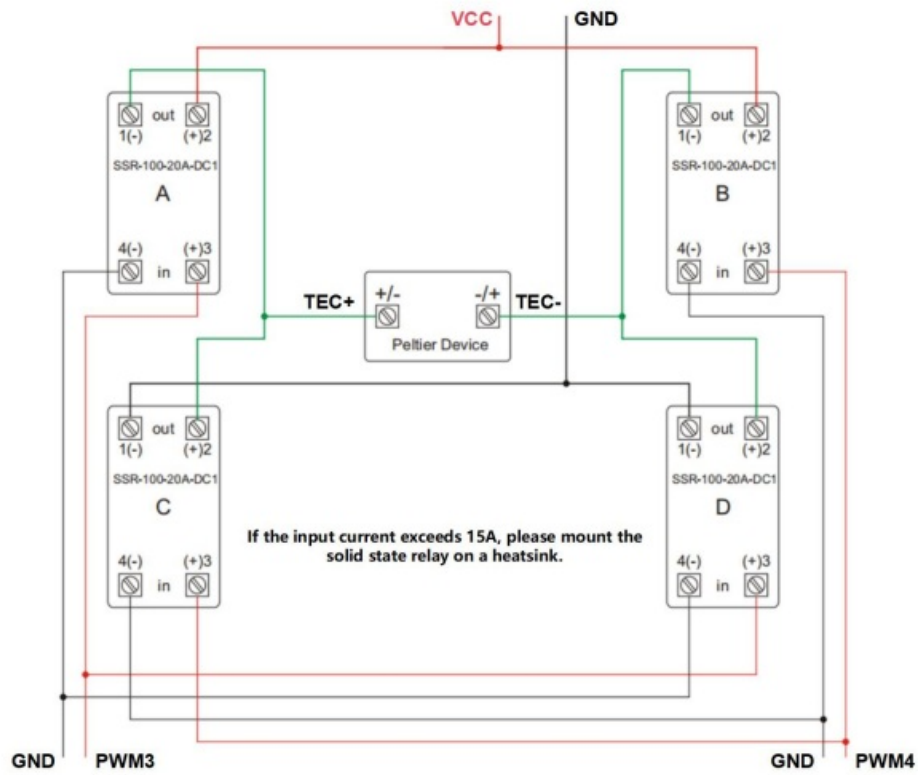 VCC GND
out out
1(-) (+)2 1(-) (+)2
SSR-100-20A-DC1 SSR-100-20A-DC1
A B
4(-) (+)3 4(-) (+)3
in in
TEC+ +/- -/+ TEC-
Peltier Device
out out
1(-) (+)2 1(-) (+)2
SSR-100-20A-DC1 SSR-100-20A-DC1
C D
If the input current exceeds 15A, please mount the
solid state relay on a heatsink.
4(-) (+)3 4(-) (+)3
in in
GND PWM3 GND PWM4